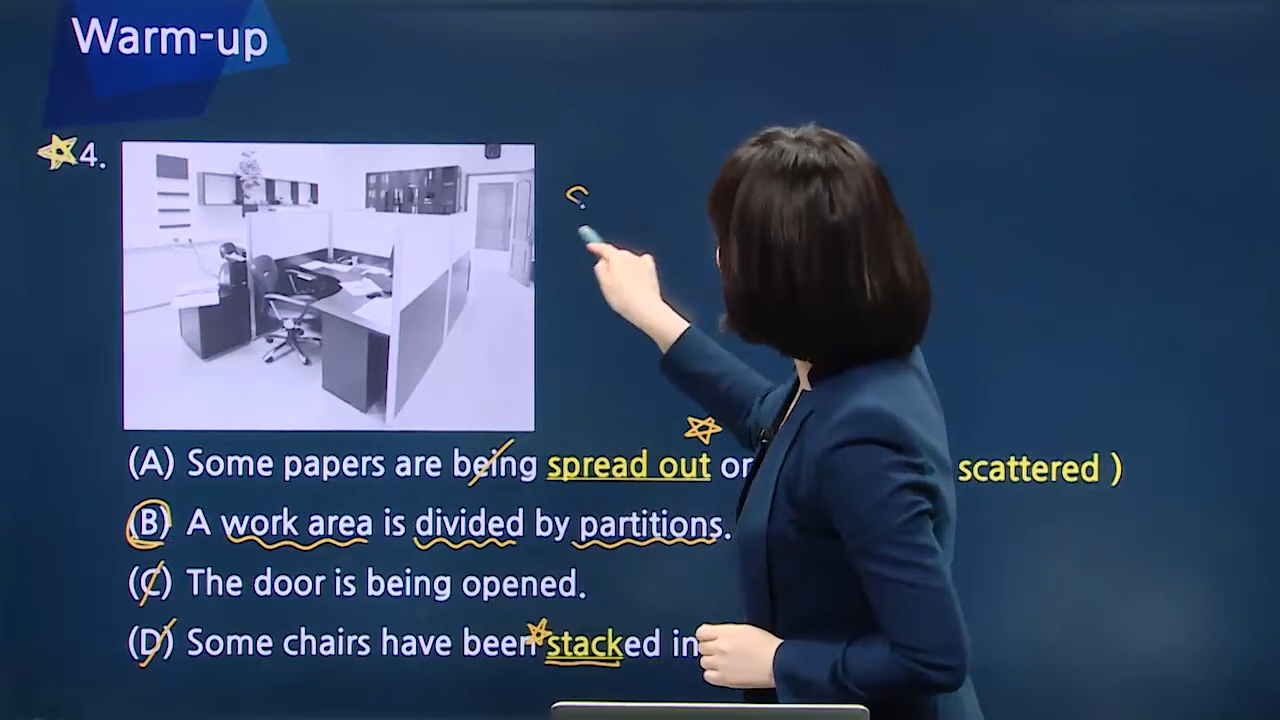 Warm-up
4.
(A) Some papers are being spread out or scattered )
(B) A work area is divided by partitions.
(C) The door is being opened.
(D) Some chairs have been stacked in